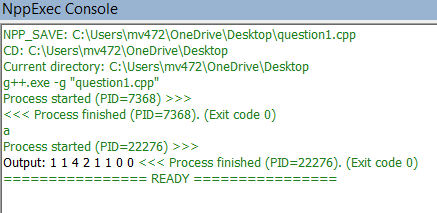 NppExec Console
NPP_SAVE: C:\Users\mv472\OneDrive\Desktop\question1.cpp
CD: C:\Users\mv472\OneDrive\Desktop
Current directory: C:\Users\mv472\OneDrive\Desktop
g++.exe -g "question1.cpp"
Process started (PID=7368) >>>
<<< Process finished (PID=7368). (Exit code 0)
a
Process started (PID=22276) >>>
Output: 1 1 4 2 1 1 0 0 <<< Process finished (PID=22276). (Exit code 0)
================ READY ================